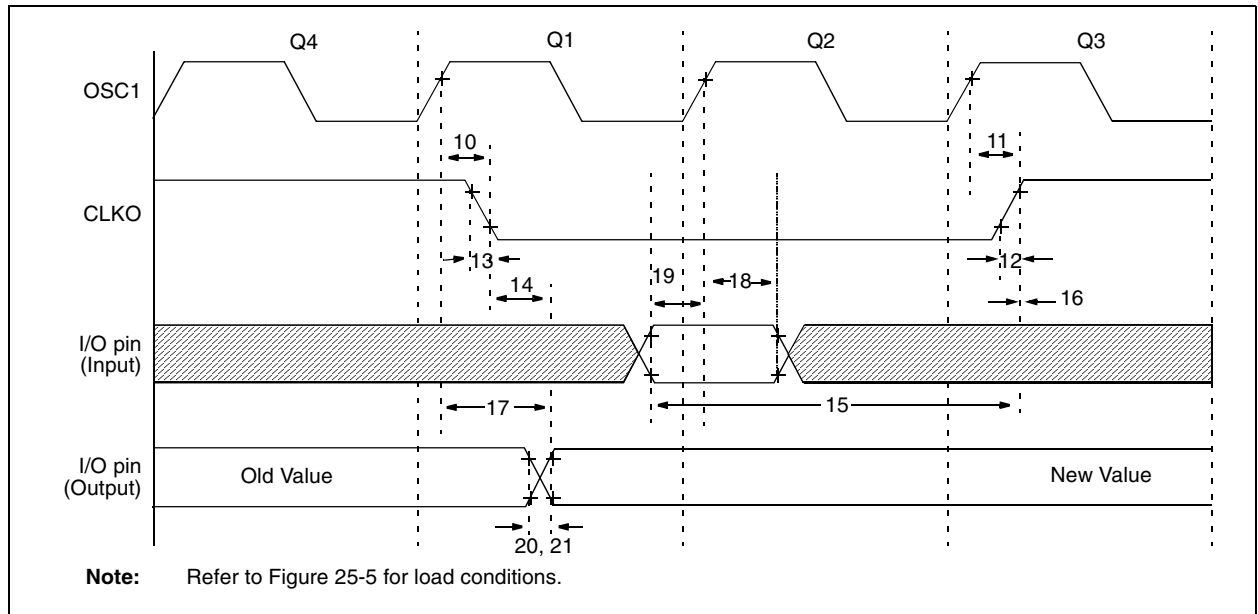 Q4 Q1 Q2 Q3
OSC1
10 11
CLKO
13 12
14 19 18 16
I/O pin
(Input)
17 15
I/O pin
(Output)
Old Value New Value
20, 21
Note: Refer to Figure 25-5 for load conditions.